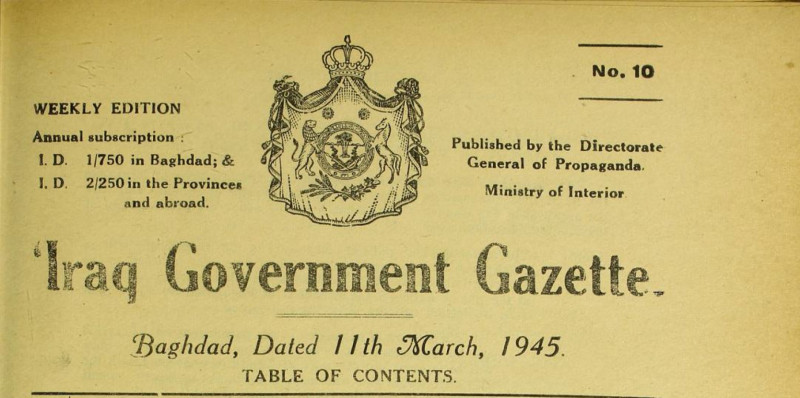 No. 10
WEEKLY EDITION
Annual subscription :
I. D. 1/750 in Baghdad; &
I. D. 2/250 in the Provinces
and abroad.
Published by the Directorate
General of Propaganda.
Ministry of Interior
'Iraq Government Gazette.
Baghdad, Dated 11th March, 1945.
TABLE OF CONTENTS.